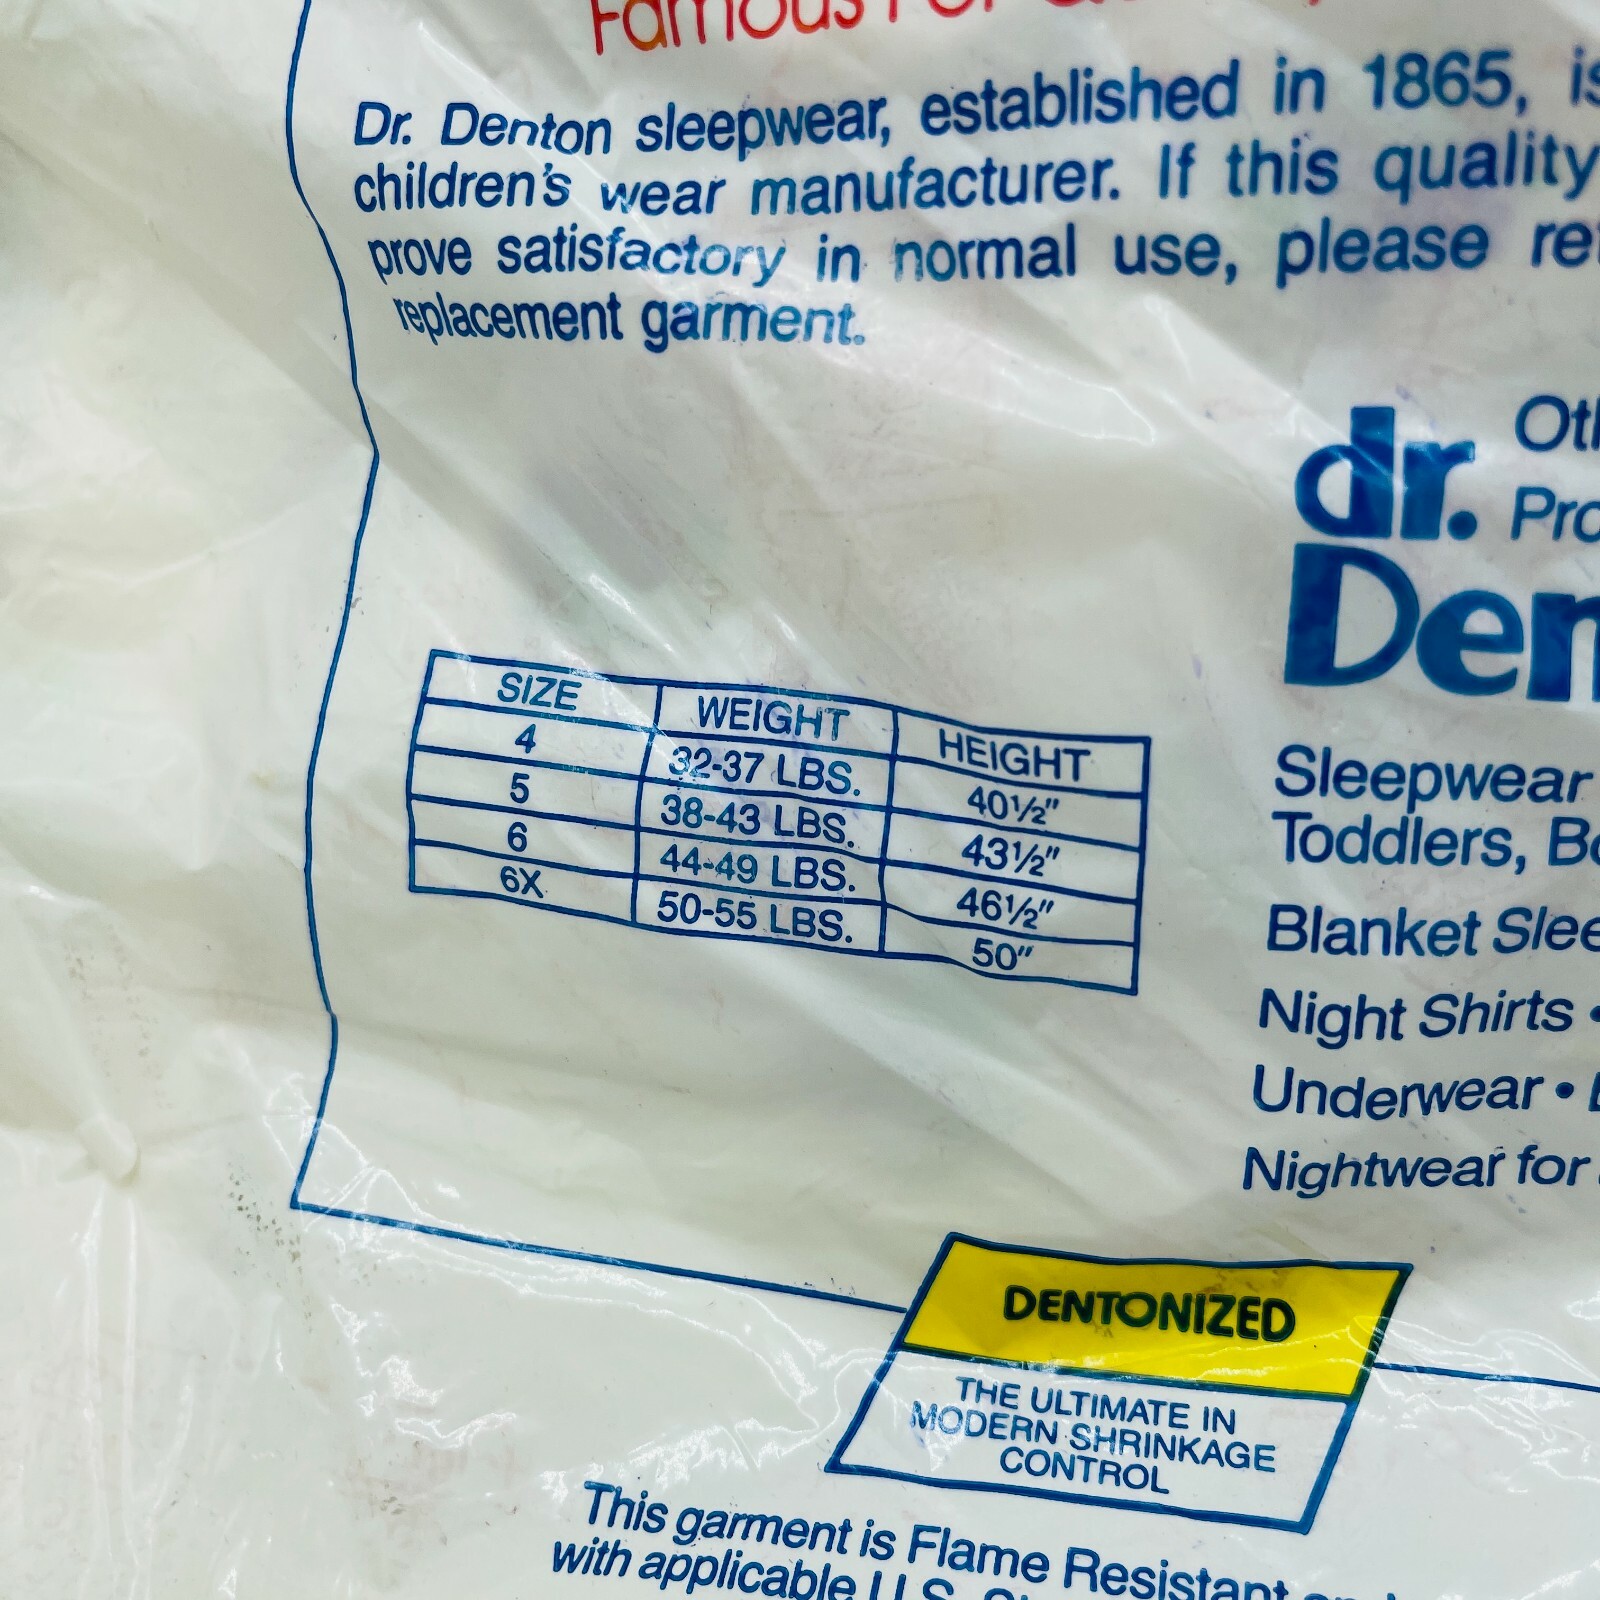 Famous For
Dr. Denton sleepwear, established in 1865, is
children's wear manufacturer. If this quality
prove satisfactory in normal use, please
replacement garment.
Pro
dr.
Den
SIZE WEIGHT HEIGHT
4 32-37 LBS. 40½"
5 38-43 LBS. 43½"
6 44-49 LBS. 46½"
6X 50-55 LBS. 50"
Sleepwear
Toddlers,
Blanket Slee
Night Shirts •
Underwear •
Nightwear for
DENTONIZED
THE ULTIMATE IN
MODERN SHRINKAGE
CONTROL
This garment is Flame Resistant and
with applicable U.S.